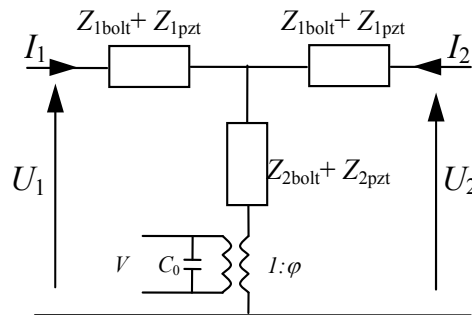 Z1bolt+ Z1pzt Z1bolt+ Z1pzt
I1 I2
Z2bolt+ Z2pzt
U1 U2
V C0 1:φ